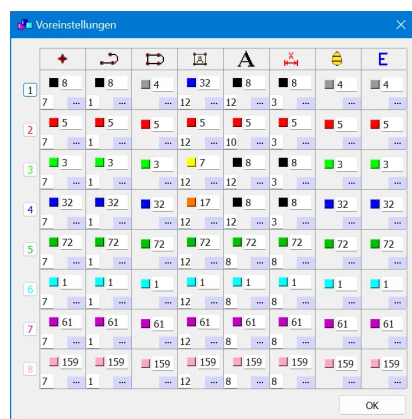 Voreinstellungen
A A X E
1 8 8 4 32 8 8 4 4
7 ... 1 ... ... 12 ... 12 ... 3 ... ... ...
2 5 5 5 5 5 5 5 5
7 ... 1 ... ... 12 ... 10 ... 3 ... ... ...
3 3 3 3 7 8 8 3 3
7 ... 1 ... ... 12 ... 12 ... 3 ... ... ...
4 32 32 32 17 8 8 32 32
7 ... 1 ... ... 12 ... 12 ... 3 ... ... ...
5 72 72 72 72 72 72 72 72
7 ... 1 ... ... 12 ... 8 ... 8 ... ... ...
6 1 1 1 1 1 1 1 1
7 ... 1 ... ... 12 ... 8 ... 8 ... ... ...
7 61 61 61 61 61 61 61 61
7 ... 1 ... ... 12 ... 8 ... 8 ... ... ...
8 159 159 159 159 159 159 159 159
7 ... 1 ... ... 12 ... 8 ... 8 ... ... ...
OK